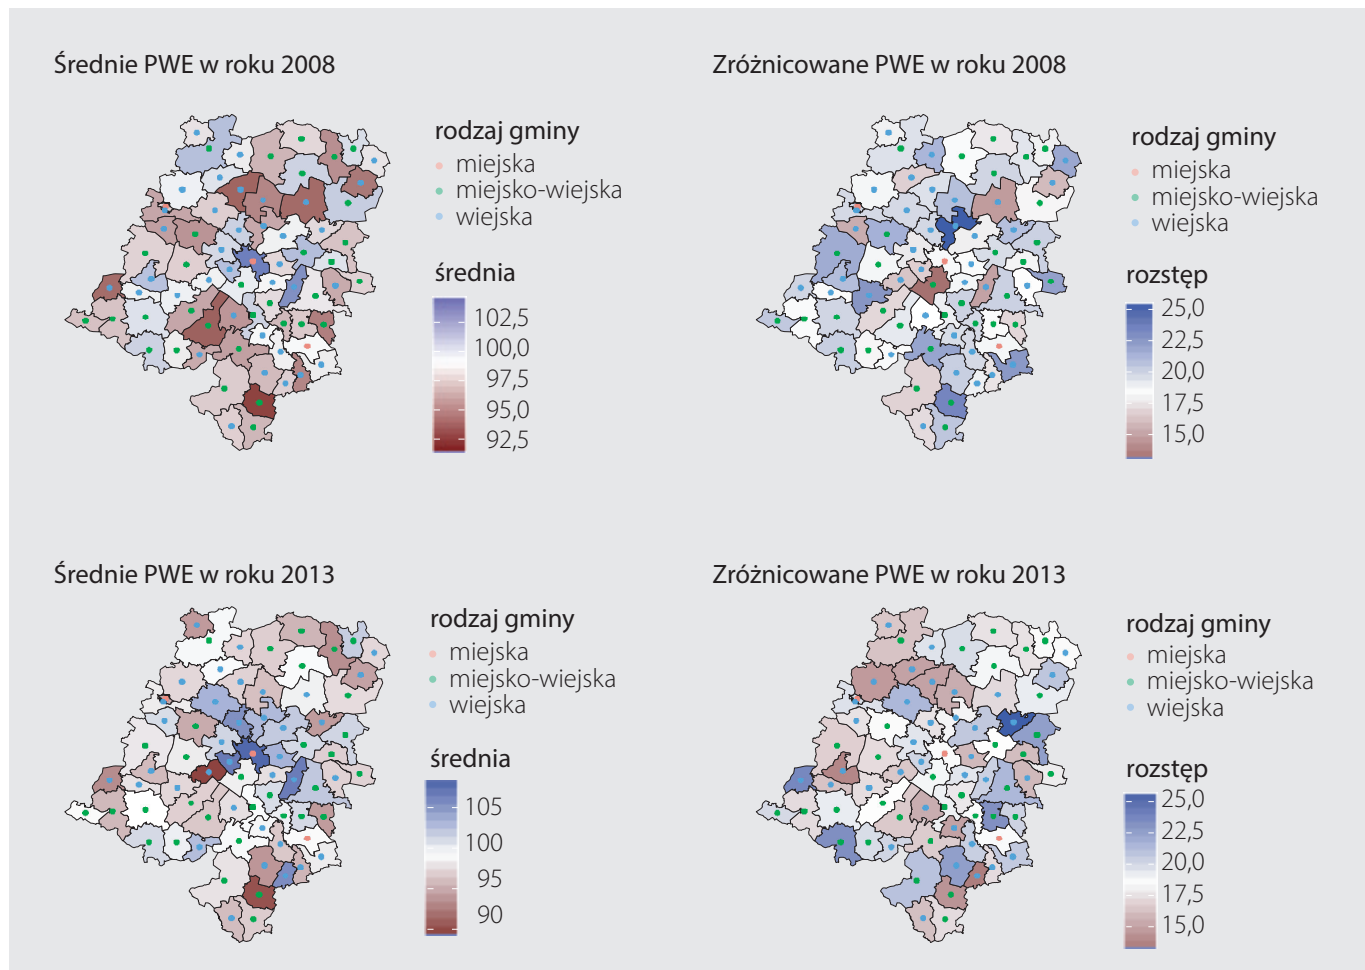 Średnie PWE w roku 2008
rodzaj gminy
miejska
miejsko-wiejska
wiejska
średnia
102,5
100,0
97,5
95,0
92,5
Zróżnicowane PWE w roku 2008
rodzaj gminy
miejska
miejsko-wiejska
wiejska
rozstęp
25,0
22,5
20,0
17,5
15,0
Średnie PWE w roku 2013
rodzaj gminy
miejska
miejsko-wiejska
wiejska
średnia
105
100
95
90
Zróżnicowane PWE w roku 2013
rodzaj gminy
miejska
miejsko-wiejska
wiejska
rozstęp
25,0
22,5
20,0
17,5
15,0